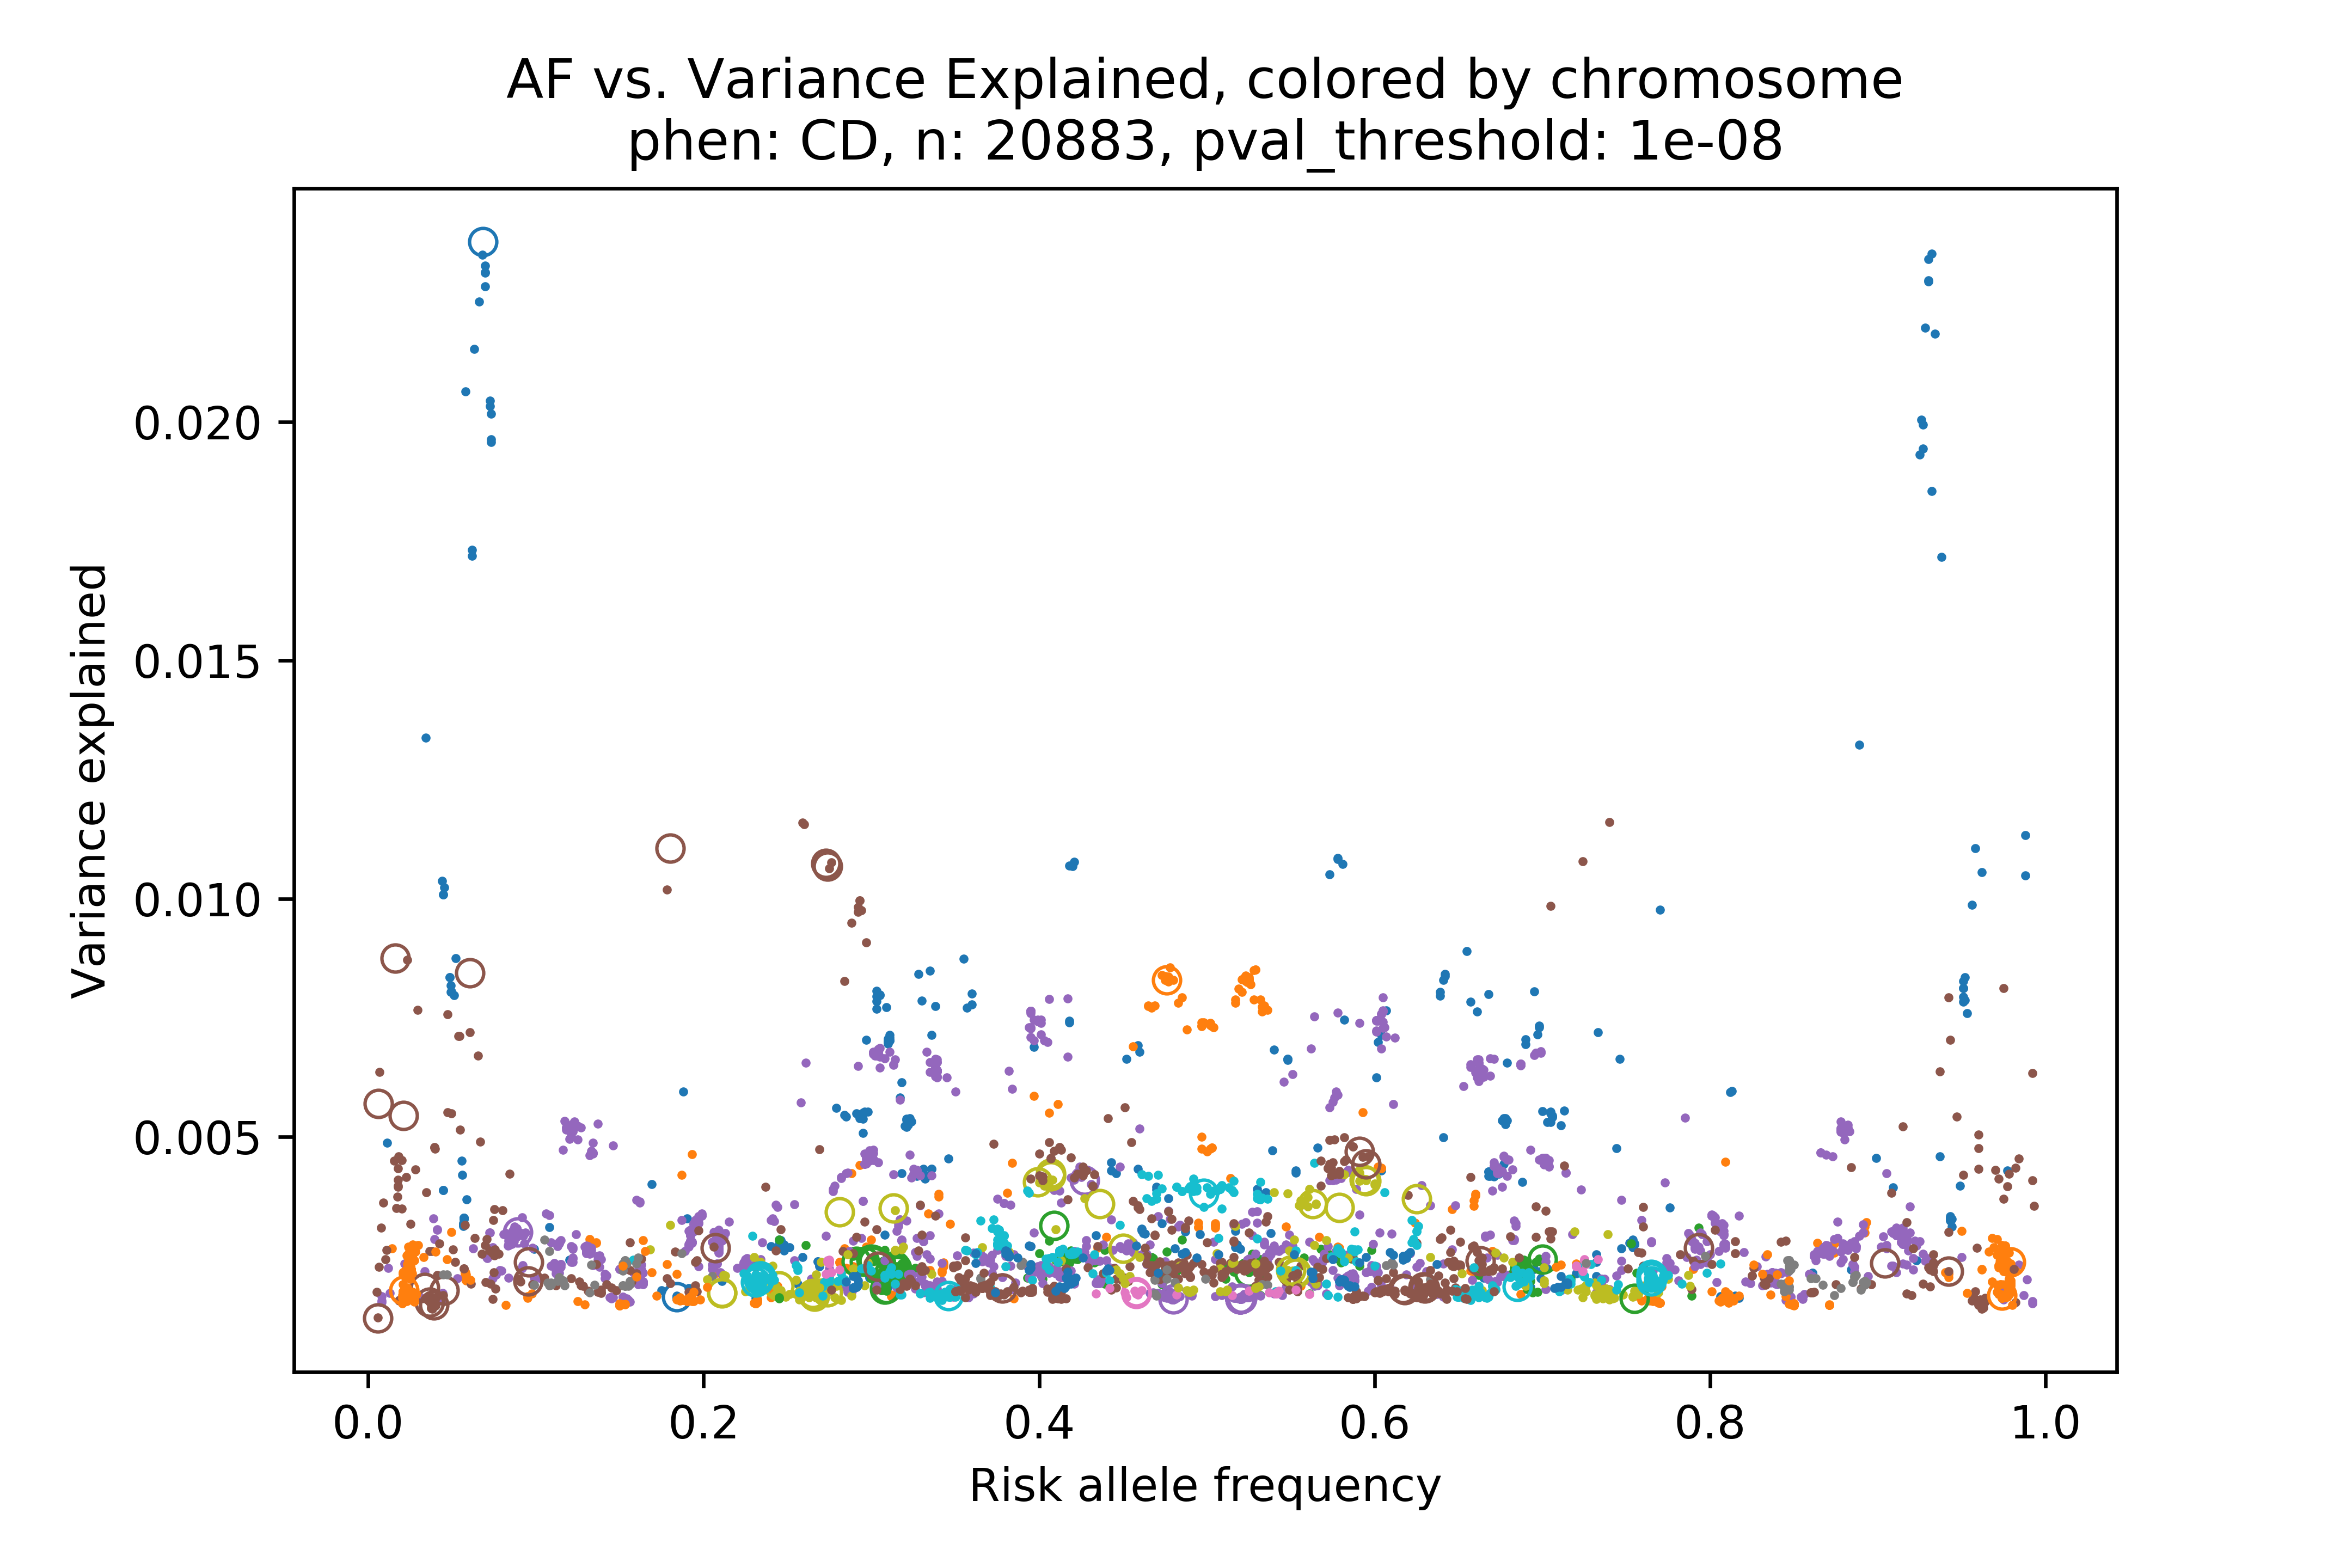 AF vs. Variance Explained, colored by chromosome
phen: CD, n: 20883, pval_threshold: 1e-08
Variance explained
0.020
0.015
0.010
0.005
0.0 0.2 0.4 0.6 0.8 1.0
Risk allele frequency